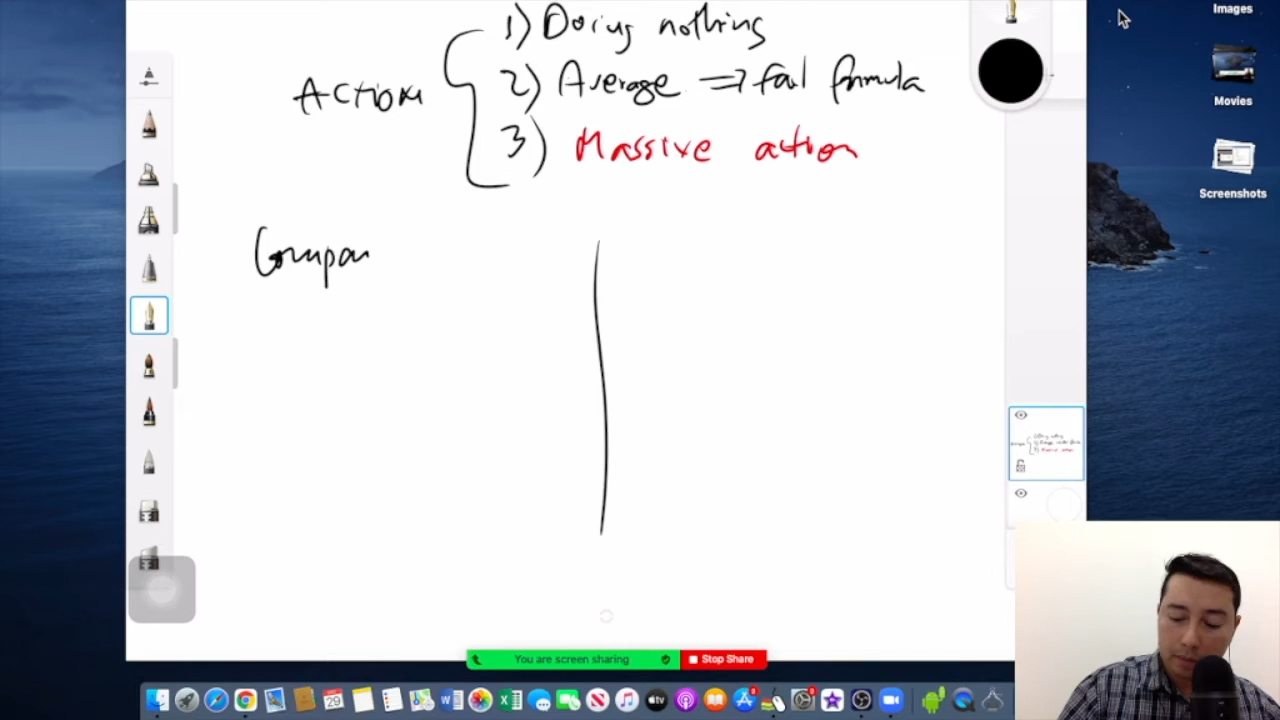 Images
1) Doing nothing
ACTION
2) Average => fail formula
Movies
3) Massive action
Screenshots
Compan
You are screen sharing
Stop Share
29